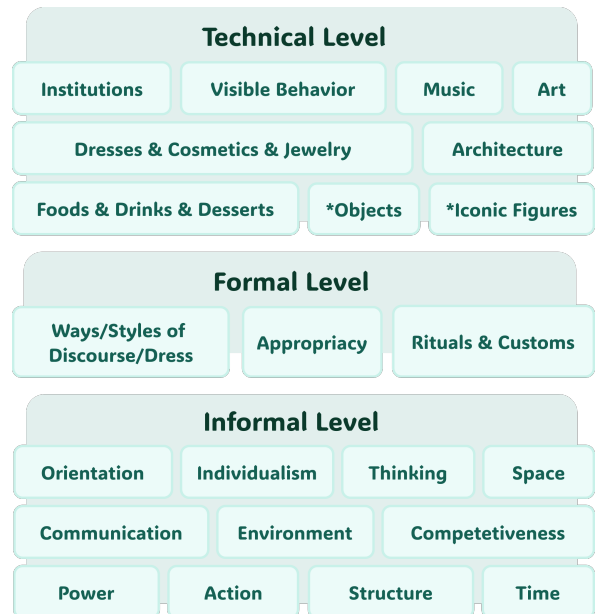 Technical Level
Institutions
Visible Behavior
Music
Art
Dresses & Cosmetics & Jewelry
Architecture
Foods & Drinks & Desserts
*Objects
*Iconic Figures
Formal Level
Ways/Styles of
Discourse/Dress
Appropriacy
Rituals & Customs
Informal Level
Orientation
Individualism
Thinking
Space
Communication
Environment
Competetiveness
Power
Action
Structure
Time